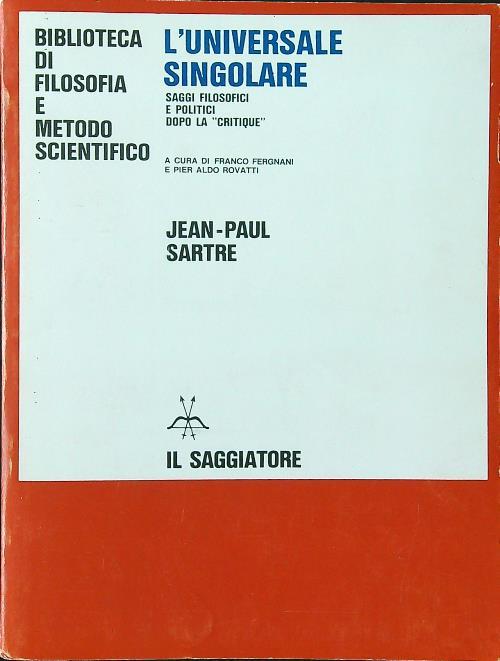 BIBLIOTECA
DI
FILOSOFIA
E
METODO
SCIENTIFICO
L'UNIVERSALE
SINGOLARE
SAGGI FILOSOFICI
E POLITICI
DOPO LA "CRITIQUE"
A CURA DI FRANCO FERGNANI
E PIER ALDO ROVATTI
JEAN-PAUL
SARTRE
IL SAGGIATORE